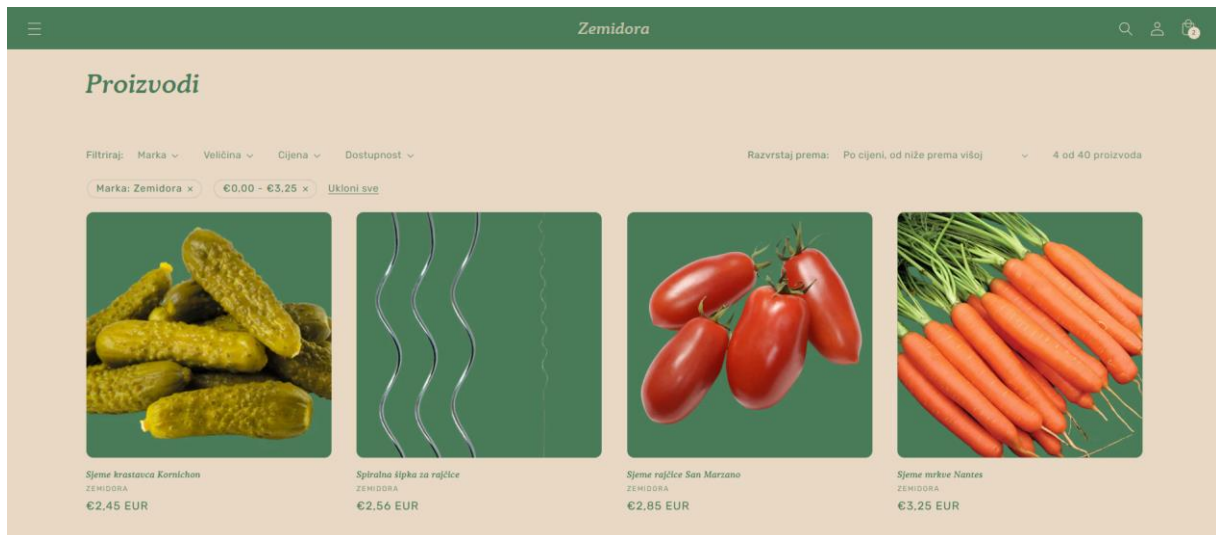 Zemidora
2
Proizvodi
Filtriraj: Marka Veličina Cijena Dostupnost Razvrstaj prema: Po cijeni, od niže prema višoj 4 od 40 proizvoda
Marka: Zemidora × €0,00 - €3,25 × Ukloni sve
Sjeme krastavca Kornichon
ZEMIDORA
€2,45 EUR
Spiralna šipka za rajčice
ZEMIDORA
€2,56 EUR
Sjeme rajčice San Marzano
ZEMIDORA
€2,85 EUR
Sjeme mrkve Nantes
ZEMIDORA
€3,25 EUR